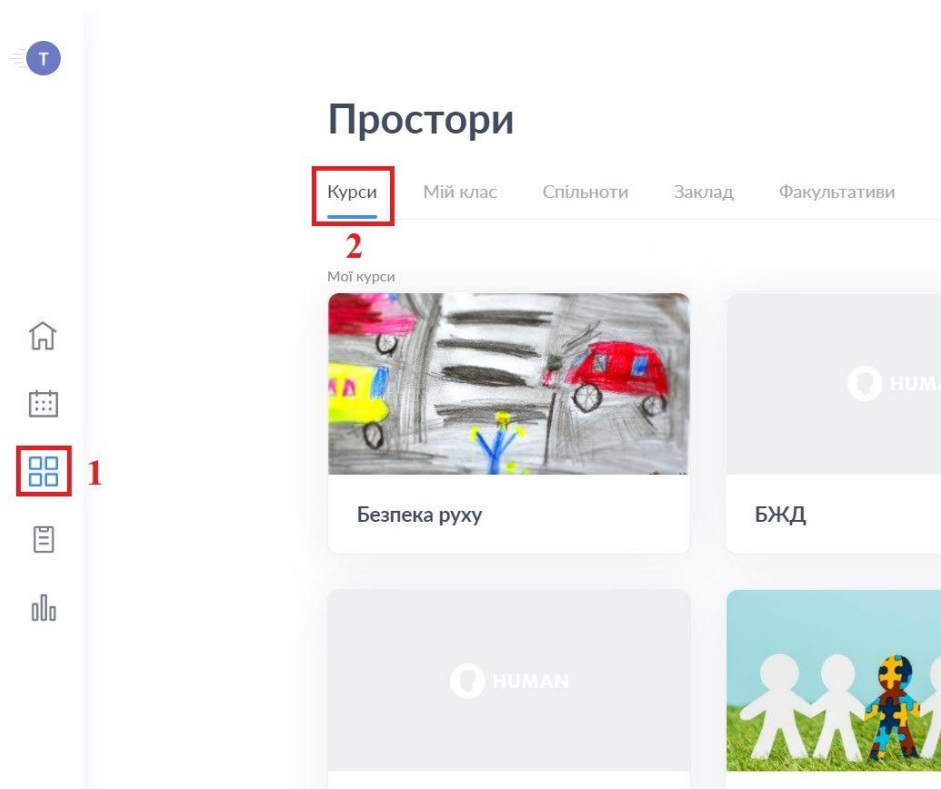 T
Простори
Курси Мій клас Спільноти Заклад Факультативи
2
Мої курси
1
Безпека руху
БЖД
HUMAN